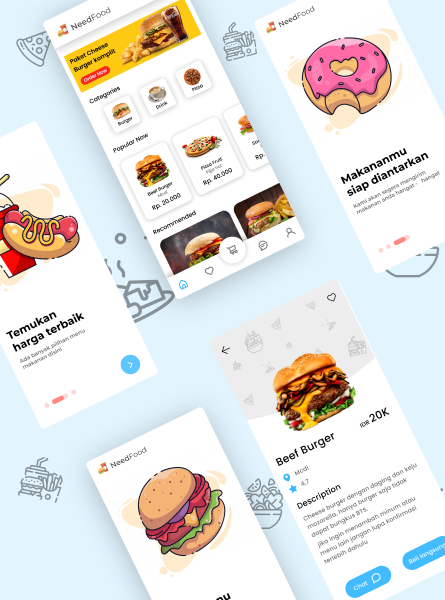 NeedFood
Paket Cheese
Burger komplit
Order Now
Categories
Burger
Drink
Pizza
Popular Now
Beef Burger
Mcdi
Rp. 20.000
Pizza Fruit
Rp. 40.000
Rp.
Recommended
NeedFood
Makananmu
siap diantarkan
Kami akan segera mengirim
makanan anda hangat - hangat
Temukan
harga terbaik
Ada banyak pilihan menu
makanan disini
NeedFood
Beef Burger
IDR 20K
Mcdi
4,7
Description
Cheese burger dengan daging dan keju
mozarella, hanya burger saja tidak
dapat bungkus BTS.
jika ingin menambah minum atau
menu lain jangan lupa konfirmasi
terlebih dahulu
Chat
Beli langsung